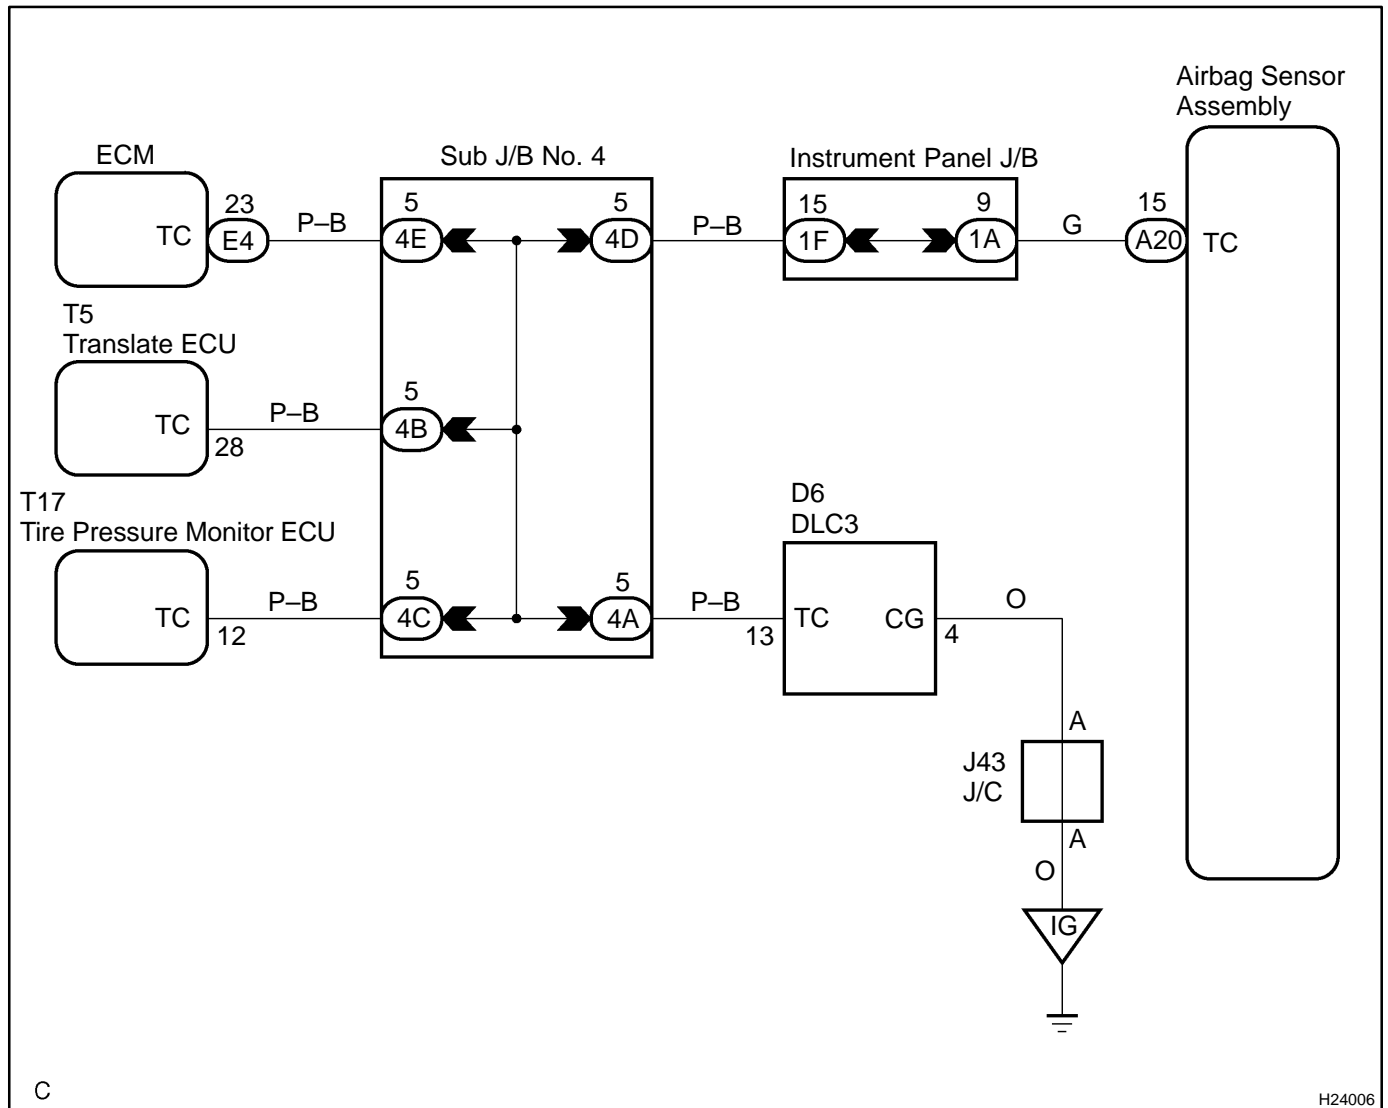 Airbag Sensor
Assembly
ECM
Sub J/B No. 4
Instrument Panel J/B
TC
23
E4
P–B
5
4E
5
4D
P–B
15
1F
9
1A
G
15
A20
TC
T5
Translate ECU
TC
28
P–B
5
4B
T17
Tire Pressure Monitor ECU
TC
12
P–B
5
4C
5
4A
P–B
13
D6
DLC3
TC
CG
4
O
A
J43
J/C
A
O
IG
C
H24006